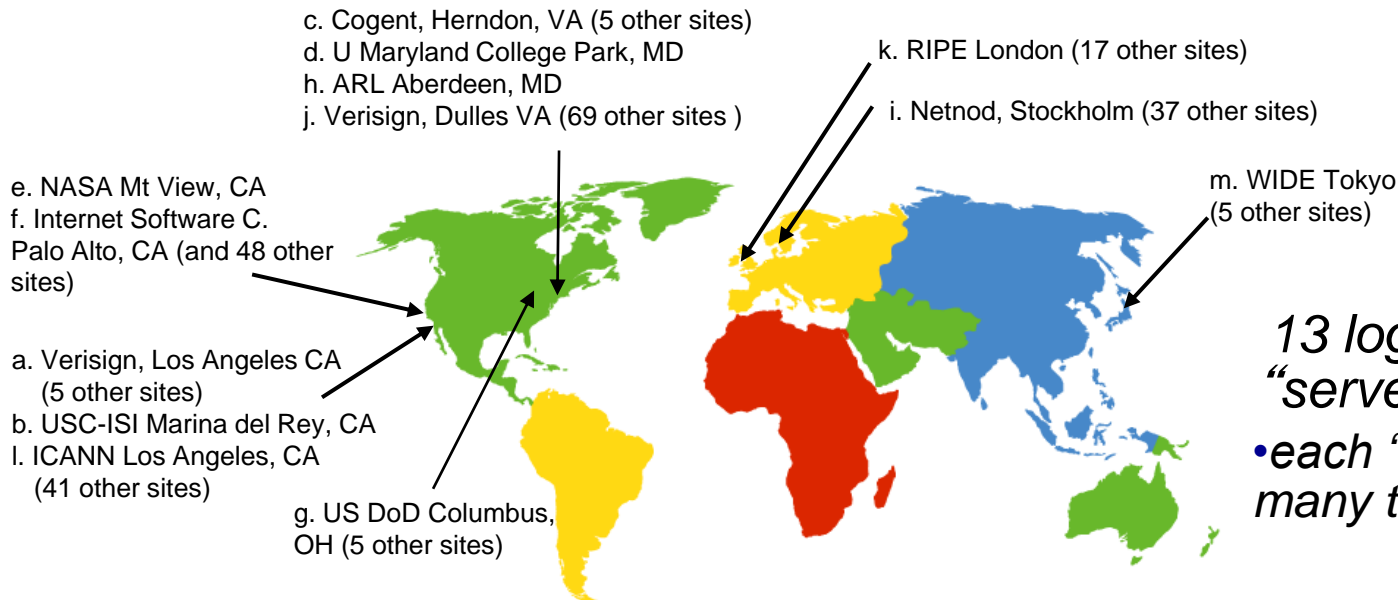 c. Cogent, Herndon, VA (5 other sites)
d. U Maryland College Park, MD
h. ARL Aberdeen, MD
j. Verisign, Dulles VA (69 other sites )
k. RIPE London (17 other sites)
i. Netnod, Stockholm (37 other sites)
m. WIDE Tokyo
(5 other sites)
e. NASA Mt View, CA
f. Internet Software C.
Palo Alto, CA (and 48 other
sites)
a. Verisign, Los Angeles CA
(5 other sites)
b. USC-ISI Marina del Rey, CA
l. ICANN Los Angeles, CA
(41 other sites)
g. US DoD Columbus,
OH (5 other sites)
13 log
“serve
•each “
many t